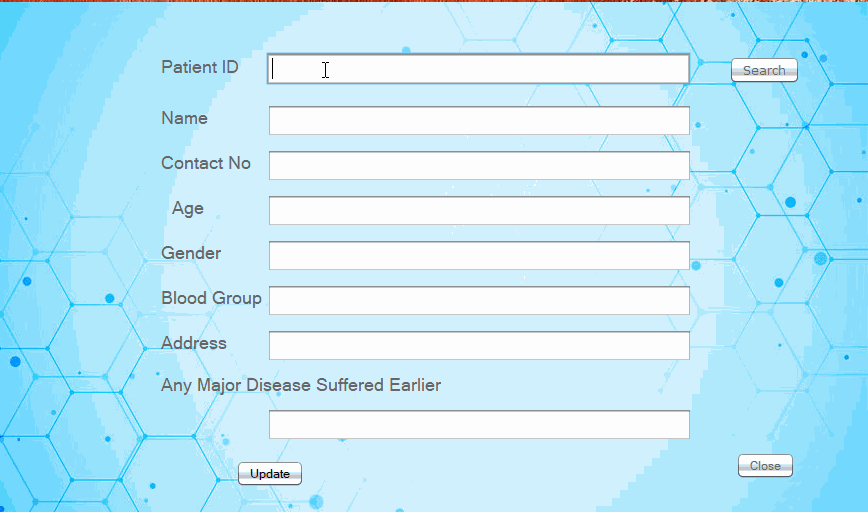 Patient ID
Search
Name
Contact No
Age
Gender
Blood Group
Address
Any Major Disease Suffered Earlier
Update
Close